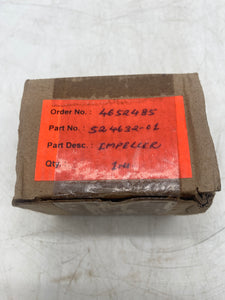 Order No. : 4652485
Part No. : 524632-01
Part Desc. : IMPELLER
Qty.